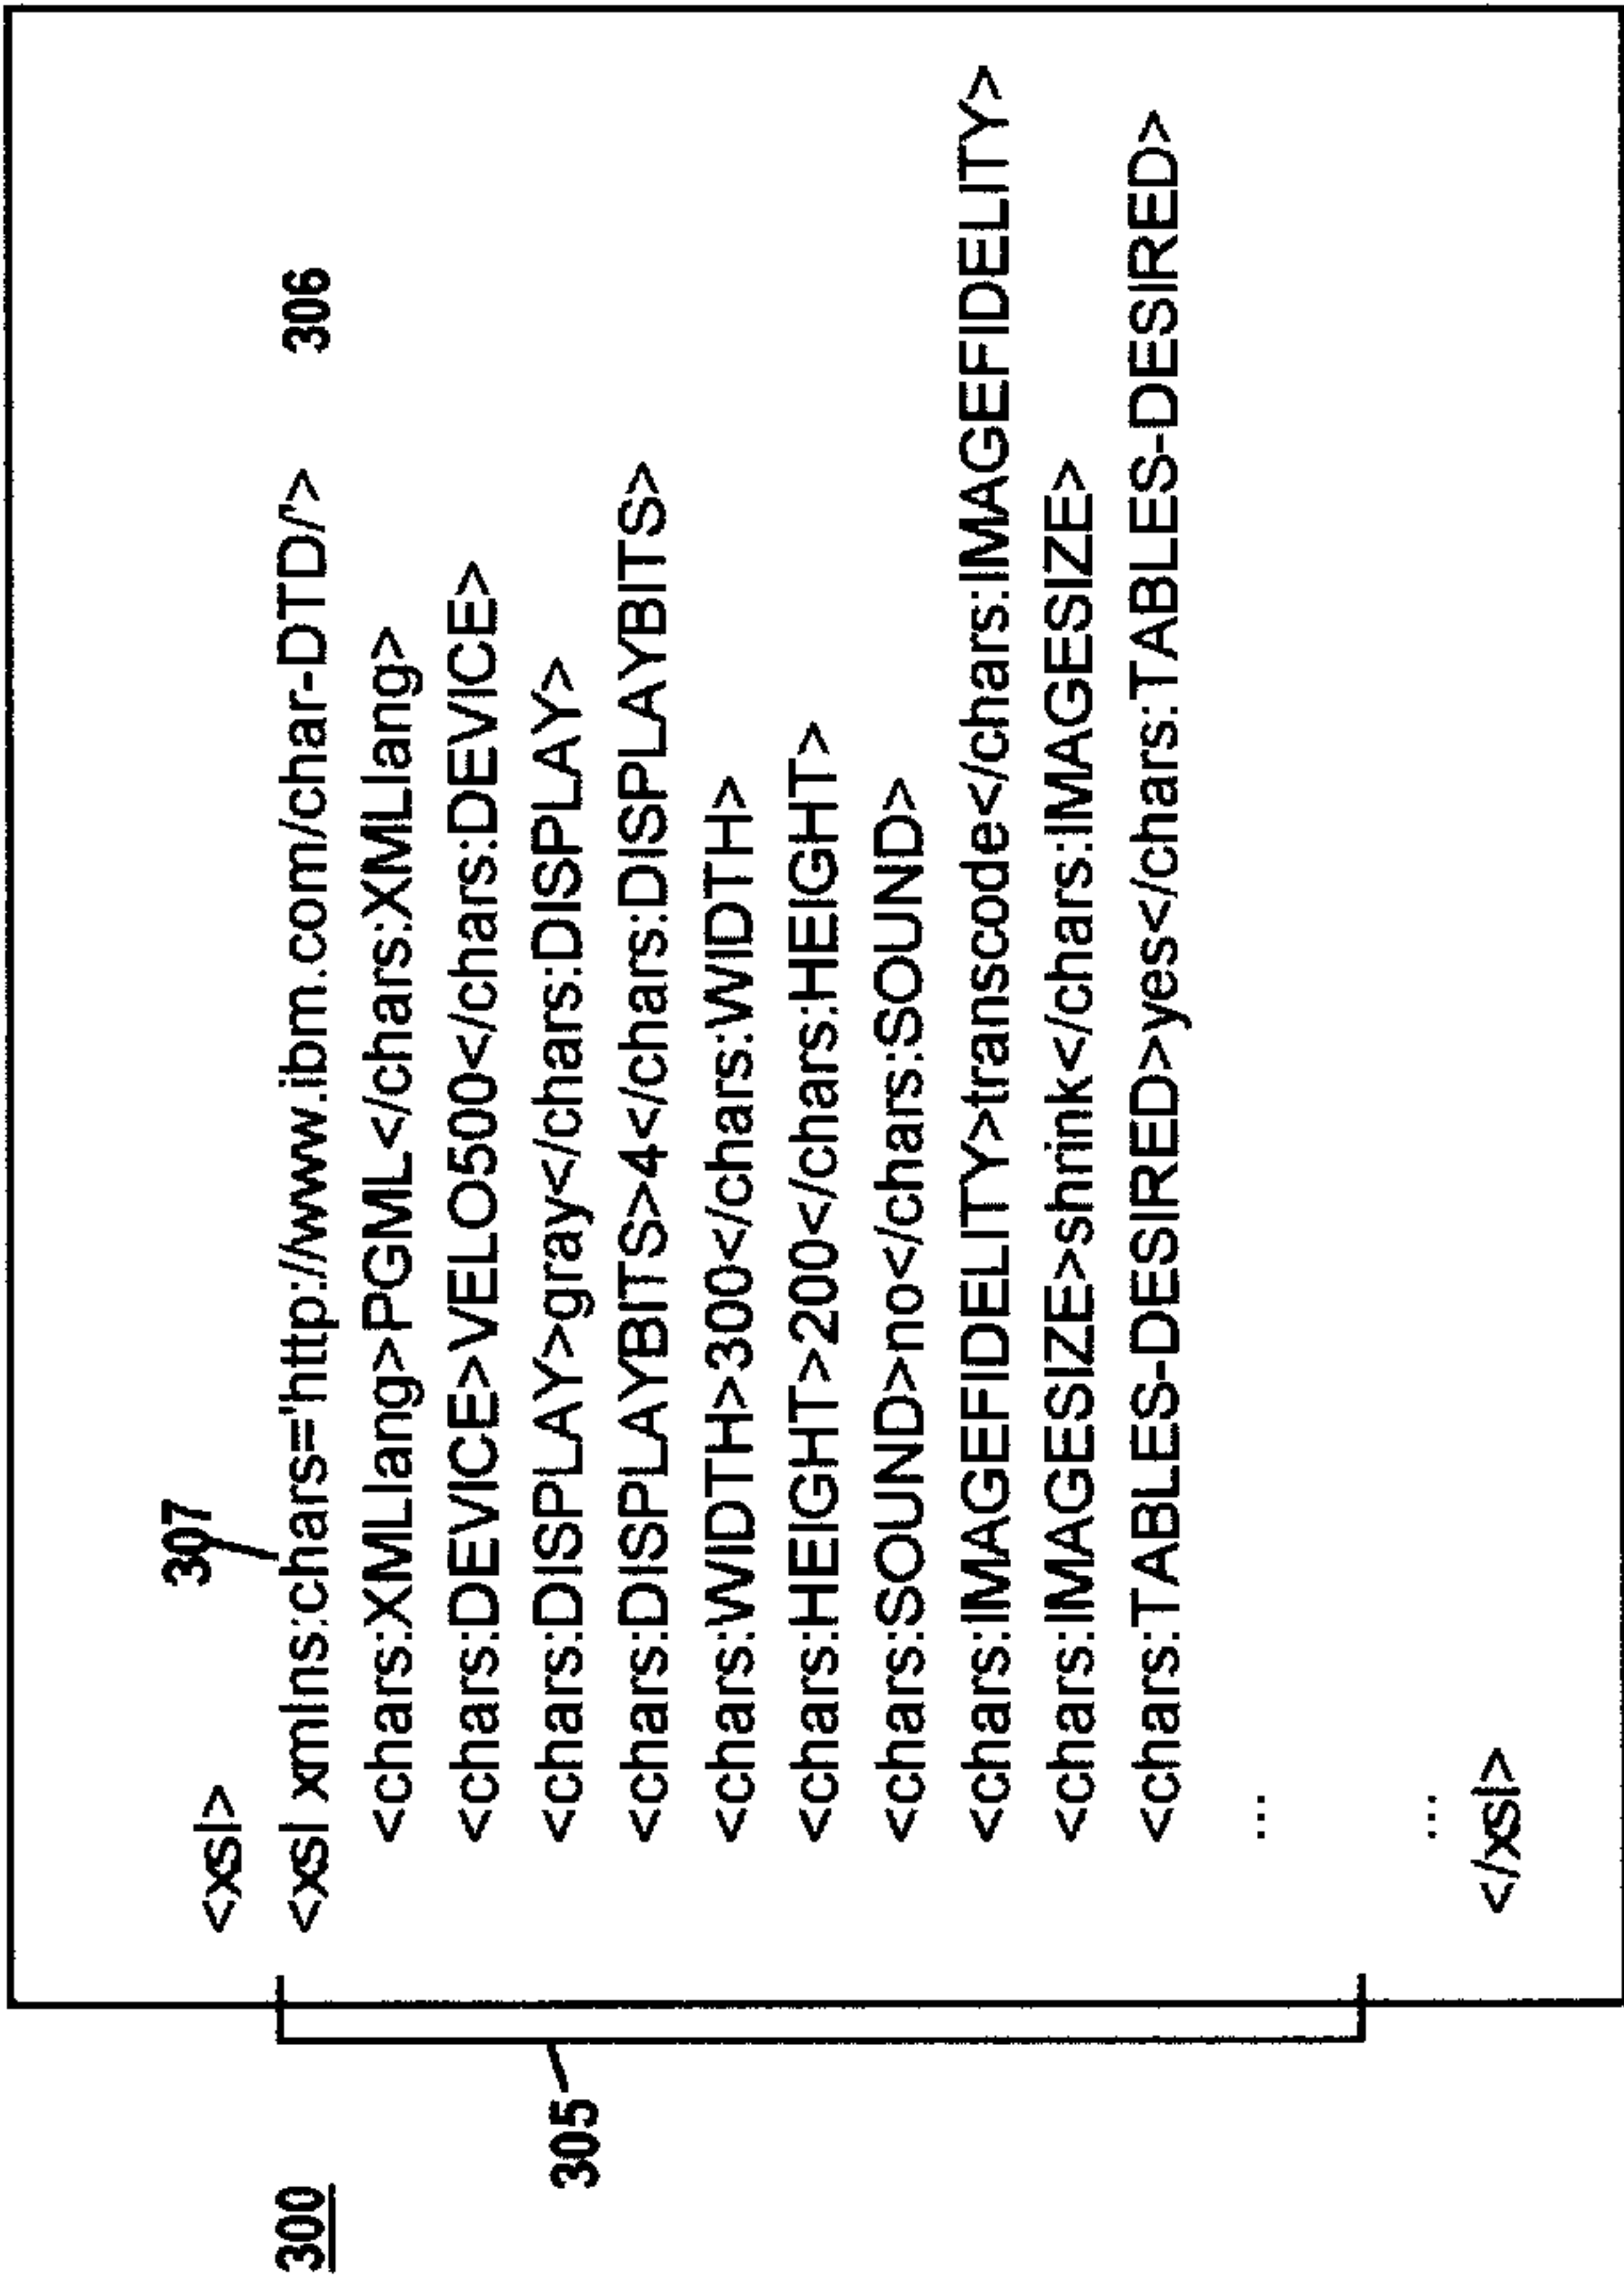 300
305
307
<xsl>
<xsl xmlns:chars='http://www.ibm.com/char-DTD/'> 306
<chars:XMLlang>PGML</chars:XMLlang>
<chars:DEVICE>VELO500</chars:DEVICE>
<chars:DISPLAY>gray</chars:DISPLAY>
<chars:DISPLAYBITS>4</chars:DISPLAYBITS>
<chars:WIDTH>300</chars:WIDTH>
<chars:HEIGHT>200</chars:HEIGHT>
<chars:SOUND>no</chars:SOUND>
<chars:IMAGEFIDELITY>transcode</chars:IMAGEFIDELITY>
<chars:IMAGESIZE>shrink</chars:IMAGESIZE>
<chars:TABLES-DESIRED>yes</chars:TABLES-DESIRED>
...
...
</xsl>